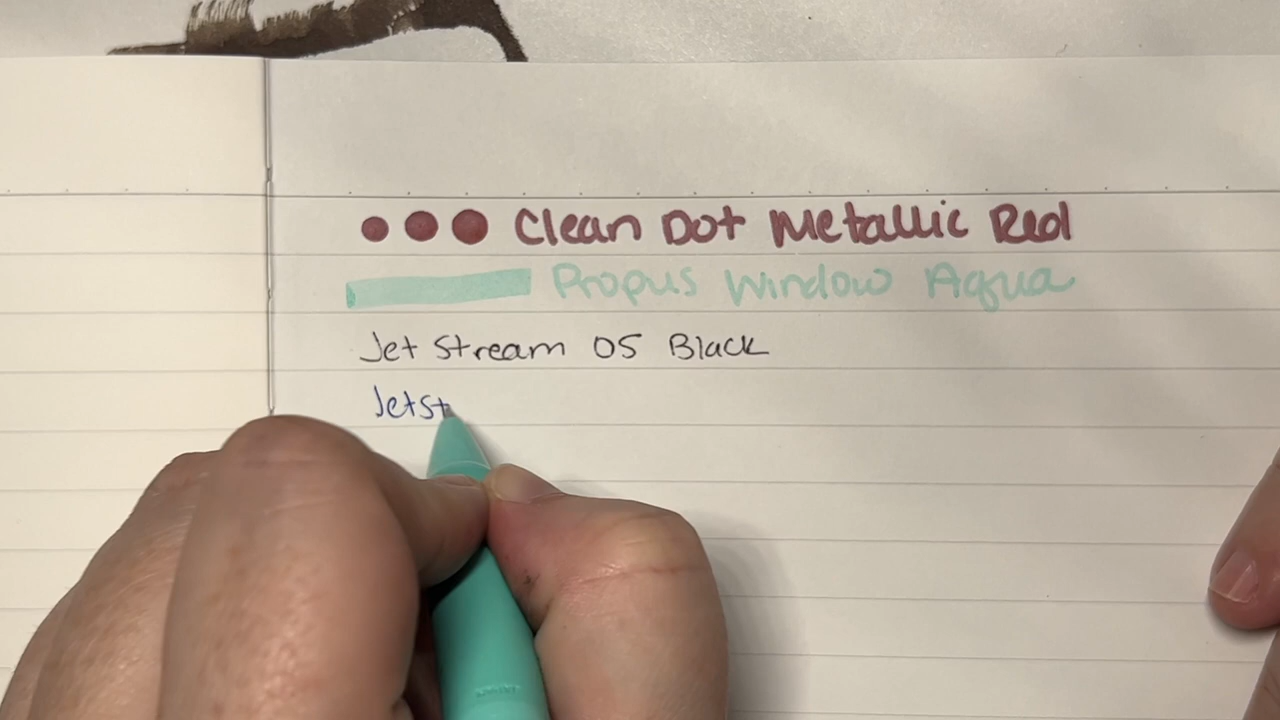 Clean Dot Metallic Red
Propus Window Aqua
Jet Stream 05 Black
Jetst